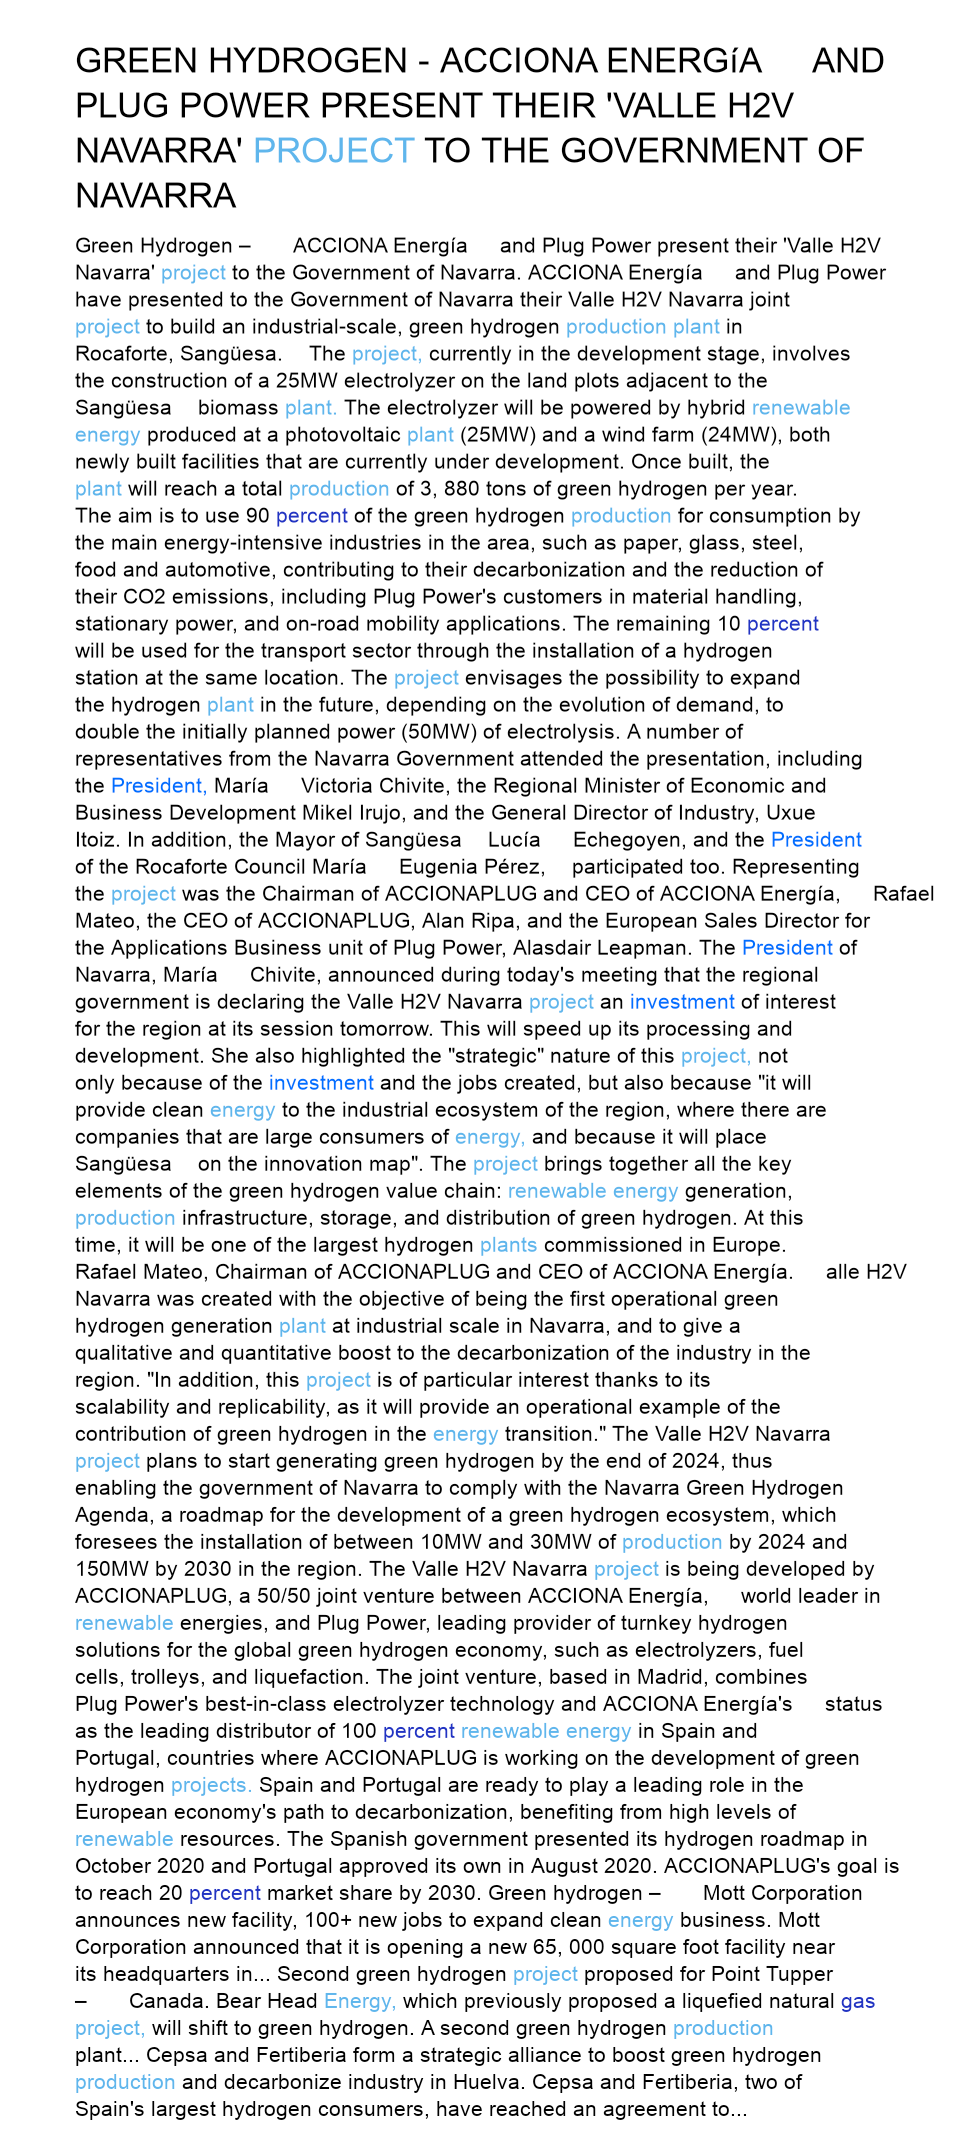 GREEN HYDROGEN - ACCIONA ENERGíA AND
PLUG POWER PRESENT THEIR 'VALLE H2V
NAVARRA' PROJECT TO THE GOVERNMENT OF
NAVARRA
Green Hydrogen – ACCIONA Energía and Plug Power present their 'Valle H2V
Navarra' project to the Government of Navarra. ACCIONA Energía and Plug Power
have presented to the Government of Navarra their Valle H2V Navarra joint
project to build an industrial-scale, green hydrogen production plant in
Rocaforte, Sangüesa. The project, currently in the development stage, involves
the construction of a 25MW electrolyzer on the land plots adjacent to the
Sangüesa biomass plant. The electrolyzer will be powered by hybrid renewable
energy produced at a photovoltaic plant (25MW) and a wind farm (24MW), both
newly built facilities that are currently under development. Once built, the
plant will reach a total production of 3, 880 tons of green hydrogen per year.
The aim is to use 90 percent of the green hydrogen production for consumption by
the main energy-intensive industries in the area, such as paper, glass, steel,
food and automotive, contributing to their decarbonization and the reduction of
their CO2 emissions, including Plug Power's customers in material handling,
stationary power, and on-road mobility applications. The remaining 10 percent
will be used for the transport sector through the installation of a hydrogen
station at the same location. The project envisages the possibility to expand
the hydrogen plant in the future, depending on the evolution of demand, to
double the initially planned power (50MW) of electrolysis. A number of
representatives from the Navarra Government attended the presentation, including
the President, María Victoria Chivite, the Regional Minister of Economic and
Business Development Mikel Irujo, and the General Director of Industry, Uxue
Itoiz. In addition, the Mayor of Sangüesa Lucía Echegoyen, and the President
of the Rocaforte Council María Eugenia Pérez, participated too. Representing
the project was the Chairman of ACCIONAPLUG and CEO of ACCIONA Energía, Rafael
Mateo, the CEO of ACCIONAPLUG, Alan Ripa, and the European Sales Director for
the Applications Business unit of Plug Power, Alasdair Leapman. The President of
Navarra, María Chivite, announced during today's meeting that the regional
government is declaring the Valle H2V Navarra project an investment of interest
for the region at its session tomorrow. This will speed up its processing and
development. She also highlighted the "strategic" nature of this project, not
only because of the investment and the jobs created, but also because "it will
provide clean energy to the industrial ecosystem of the region, where there are
companies that are large consumers of energy, and because it will place
Sangüesa on the innovation map". The project brings together all the key
elements of the green hydrogen value chain: renewable energy generation,
production infrastructure, storage, and distribution of green hydrogen. At this
time, it will be one of the largest hydrogen plants commissioned in Europe.
Rafael Mateo, Chairman of ACCIONAPLUG and CEO of ACCIONA Energía. alle H2V
Navarra was created with the objective of being the first operational green
hydrogen generation plant at industrial scale in Navarra, and to give a
qualitative and quantitative boost to the decarbonization of the industry in the
region. "In addition, this project is of particular interest thanks to its
scalability and replicability, as it will provide an operational example of the
contribution of green hydrogen in the energy transition." The Valle H2V Navarra
project plans to start generating green hydrogen by the end of 2024, thus
enabling the government of Navarra to comply with the Navarra Green Hydrogen
Agenda, a roadmap for the development of a green hydrogen ecosystem, which
foresees the installation of between 10MW and 30MW of production by 2024 and
150MW by 2030 in the region. The Valle H2V Navarra project is being developed by
ACCIONAPLUG, a 50/50 joint venture between ACCIONA Energía, world leader in
renewable energies, and Plug Power, leading provider of turnkey hydrogen
solutions for the global green hydrogen economy, such as electrolyzers, fuel
cells, trolleys, and liquefaction. The joint venture, based in Madrid, combines
Plug Power's best-in-class electrolyzer technology and ACCIONA Energía's status
as the leading distributor of 100 percent renewable energy in Spain and
Portugal, countries where ACCIONAPLUG is working on the development of green
hydrogen projects. Spain and Portugal are ready to play a leading role in the
European economy's path to decarbonization, benefiting from high levels of
renewable resources. The Spanish government presented its hydrogen roadmap in
October 2020 and Portugal approved its own in August 2020. ACCIONAPLUG's goal is
to reach 20 percent market share by 2030. Green hydrogen – Mott Corporation
announces new facility, 100+ new jobs to expand clean energy business. Mott
Corporation announced that it is opening a new 65, 000 square foot facility near
its headquarters in... Second green hydrogen project proposed for Point Tupper
– Canada. Bear Head Energy, which previously proposed a liquefied natural gas
project, will shift to green hydrogen. A second green hydrogen production
plant... Cepsa and Fertiberia form a strategic alliance to boost green hydrogen
production and decarbonize industry in Huelva. Cepsa and Fertiberia, two of
Spain's largest hydrogen consumers, have reached an agreement to...